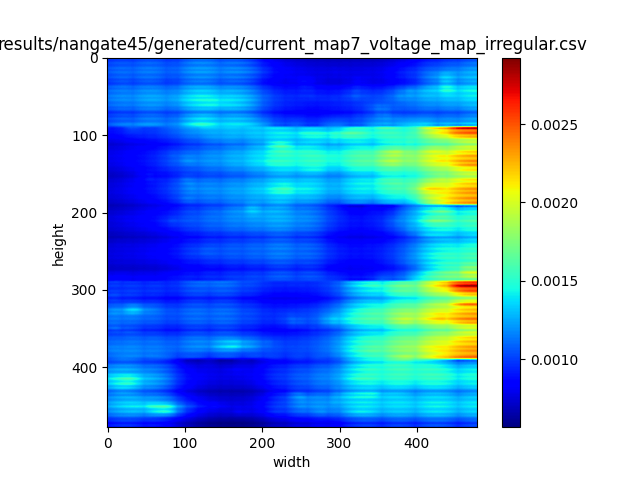 results/nangate45/generated/current_map7_voltage_map_irregular.csv
0
100
200
300
400
height
0 100 200 300 400
width
0.0025
0.0020
0.0015
0.0010